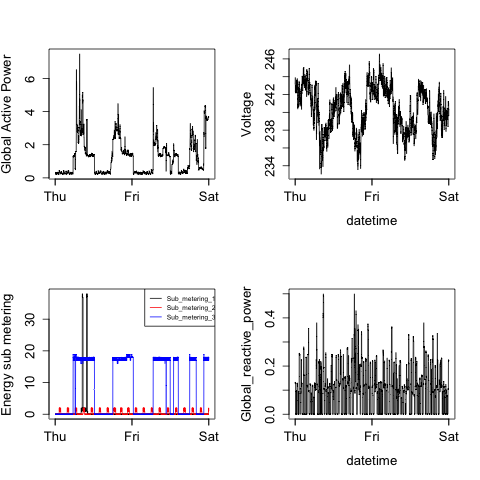 Global Active Power
0 2 4 6
Thu Fri Sat
Voltage
234 238 242 246
Thu Fri Sat
datetime
Energy sub metering
0 10 20 30
Sub_metering_1
Sub_metering_2
Sub_metering_3
Thu Fri Sat
Global_reactive_power
0.0 0.2 0.4
Thu Fri Sat
datetime